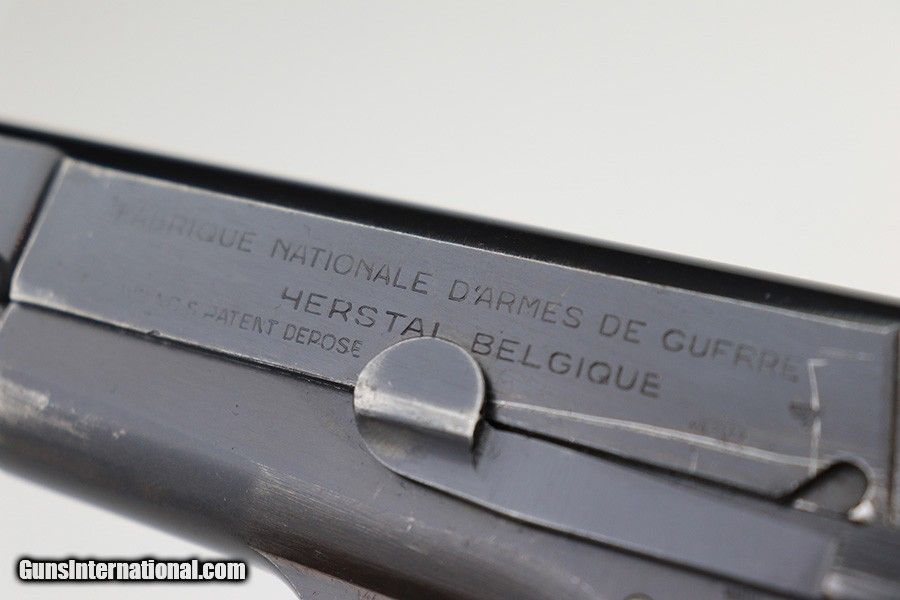 FABRIQUE NATIONALE D'ARMES DE GUERRE
HERSTAL BELGIQUE
PATENT DEPOSE
GunsInternational.com